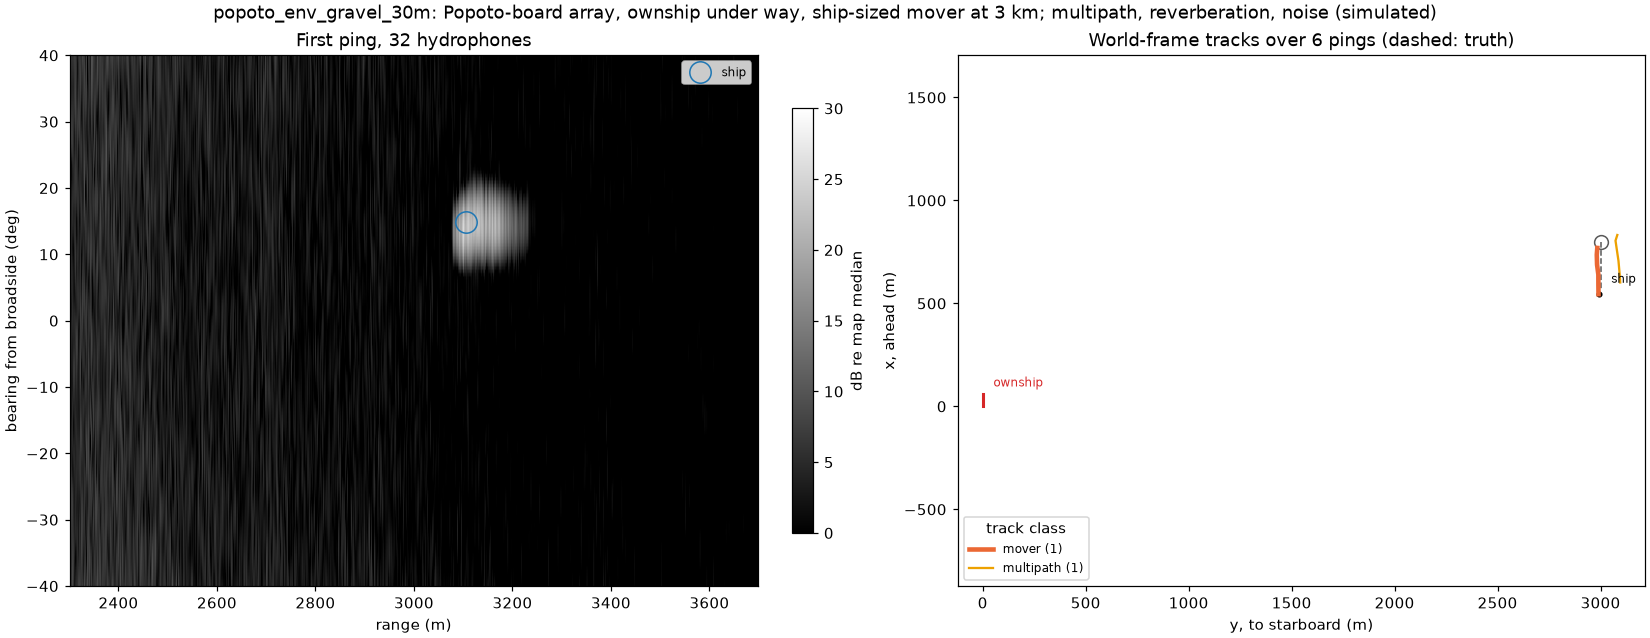 popoto_env_gravel_30m: Popoto-board array, ownship under way, ship-sized mover at 3 km; multipath, reverberation, noise (simulated)
First ping, 32 hydrophones
ship
bearing from broadside (deg)
40
30
20
10
0
−10
−20
−30
−40
2400
2600
2800
3000
3200
3400
3600
range (m)
30
25
20
15
10
5
0
dB re map median
World-frame tracks over 6 pings (dashed: truth)
x, ahead (m)
1500
1000
500
0
−500
ship
ownship
track class
mover (1)
multipath (1)
0
500
1000
1500
2000
2500
3000
y, to starboard (m)